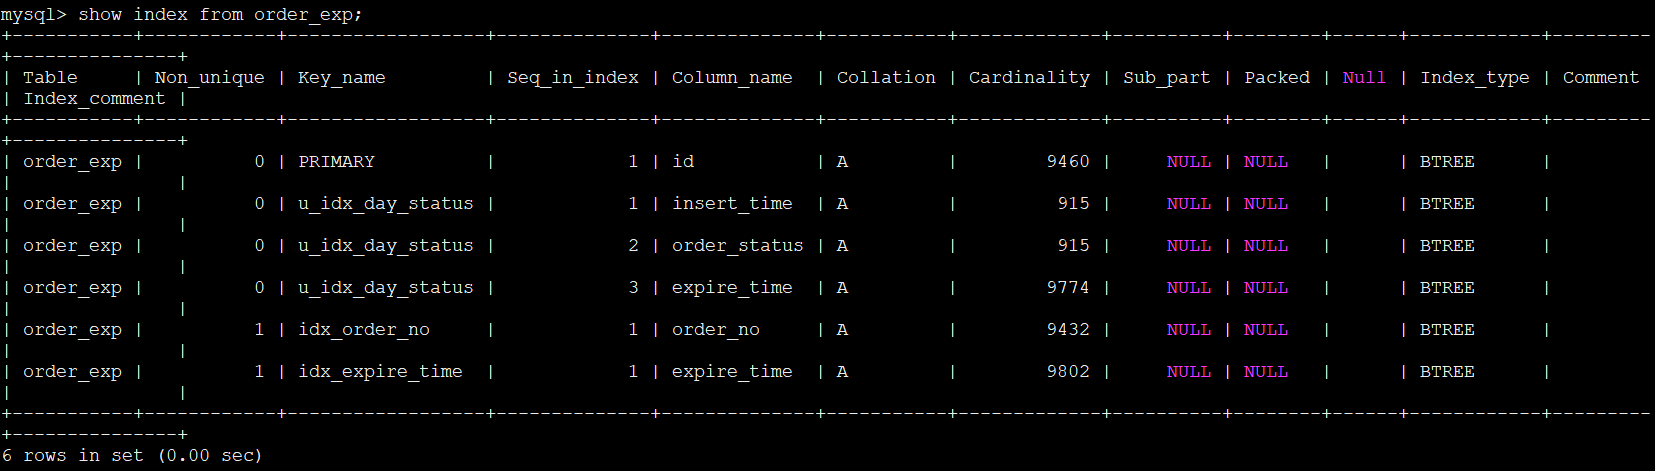 mysql> show index from order_exp;
+-----------+------------+------------------+--------------+-------------+-----------+-------------+----------+--------+------+------------+---------
+---------------+
| Table     | Non_unique | Key_name         | Seq_in_index | Column_name  | Collation | Cardinality | Sub_part | Packed | Null | Index_type | Comment
| Index_comment |
+-----------+------------+------------------+--------------+--------------+-----------+-------------+----------+--------+------+------------+---------
+---------------+
| order_exp |          0 | PRIMARY          |            1 | id           | A         |        9460 |     NULL | NULL   |      | BTREE      |
|               |
| order_exp |          0 | u_idx_day_status |            1 | insert_time  | A         |         915 |     NULL | NULL   |      | BTREE      |
|               |
| order_exp |          0 | u_idx_day_status |            2 | order_status | A         |         915 |     NULL | NULL   |      | BTREE      |
|               |
| order_exp |          0 | u_idx_day_status |            3 | expire_time  | A         |        9774 |     NULL | NULL   |      | BTREE      |
|               |
| order_exp |          1 | idx_order_no     |            1 | order_no     | A         |        9432 |     NULL | NULL   |      | BTREE      |
|               |
| order_exp |          1 | idx_expire_time  |            1 | expire_time  | A         |        9802 |     NULL | NULL   |      | BTREE      |
|               |
+-----------+------------+------------------+--------------+--------------+-----------+-------------+----------+--------+------+------------+---------
+---------------+
6 rows in set (0.00 sec)